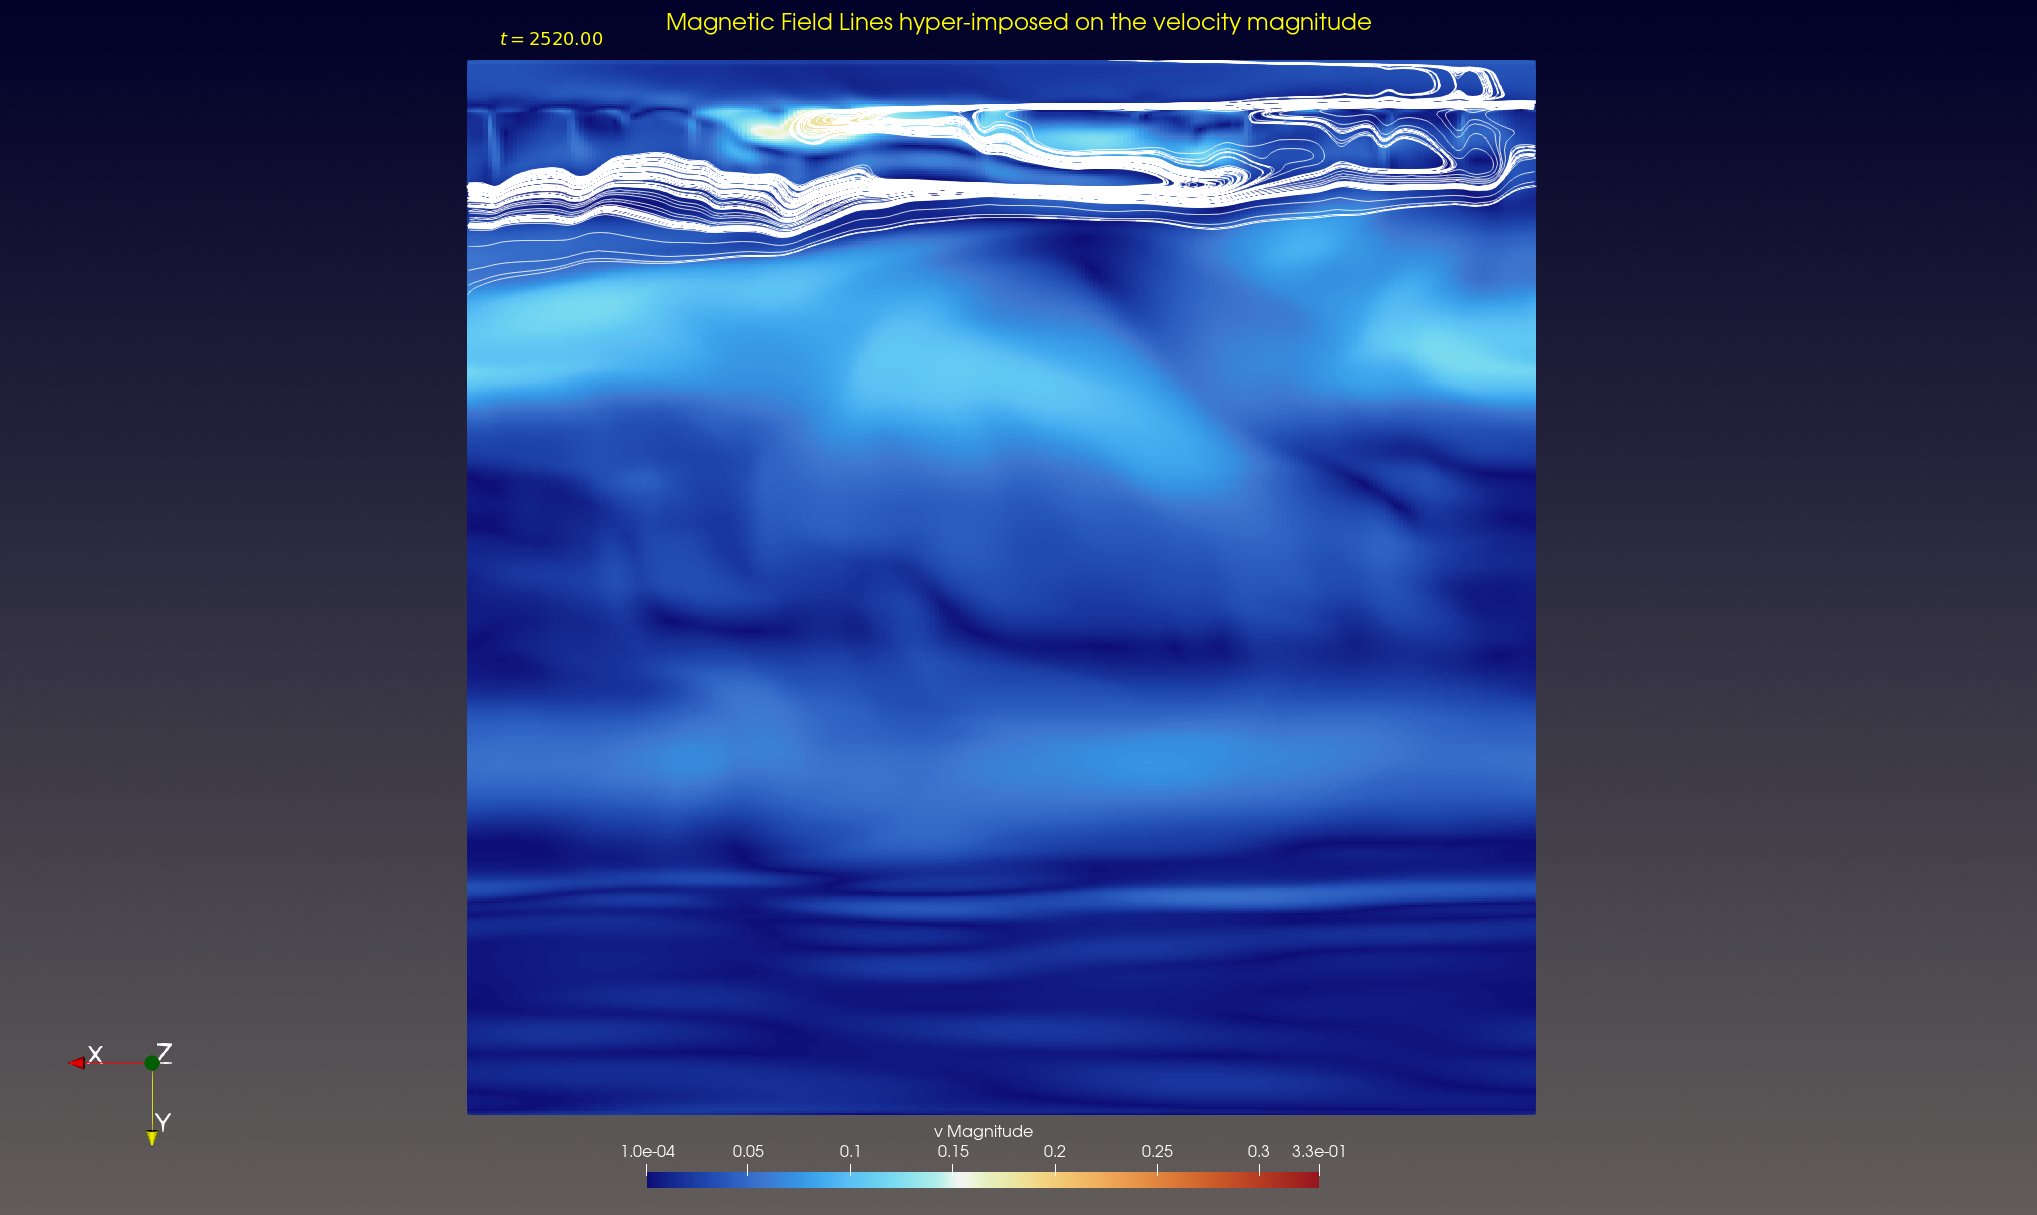 Magnetic Field Lines hyper-imposed on the velocity magnitude
t = 2520.00
X
Z
Y
v Magnitude
1.0e-04 0.05 0.1 0.15 0.2 0.25 0.3 3.3e-01